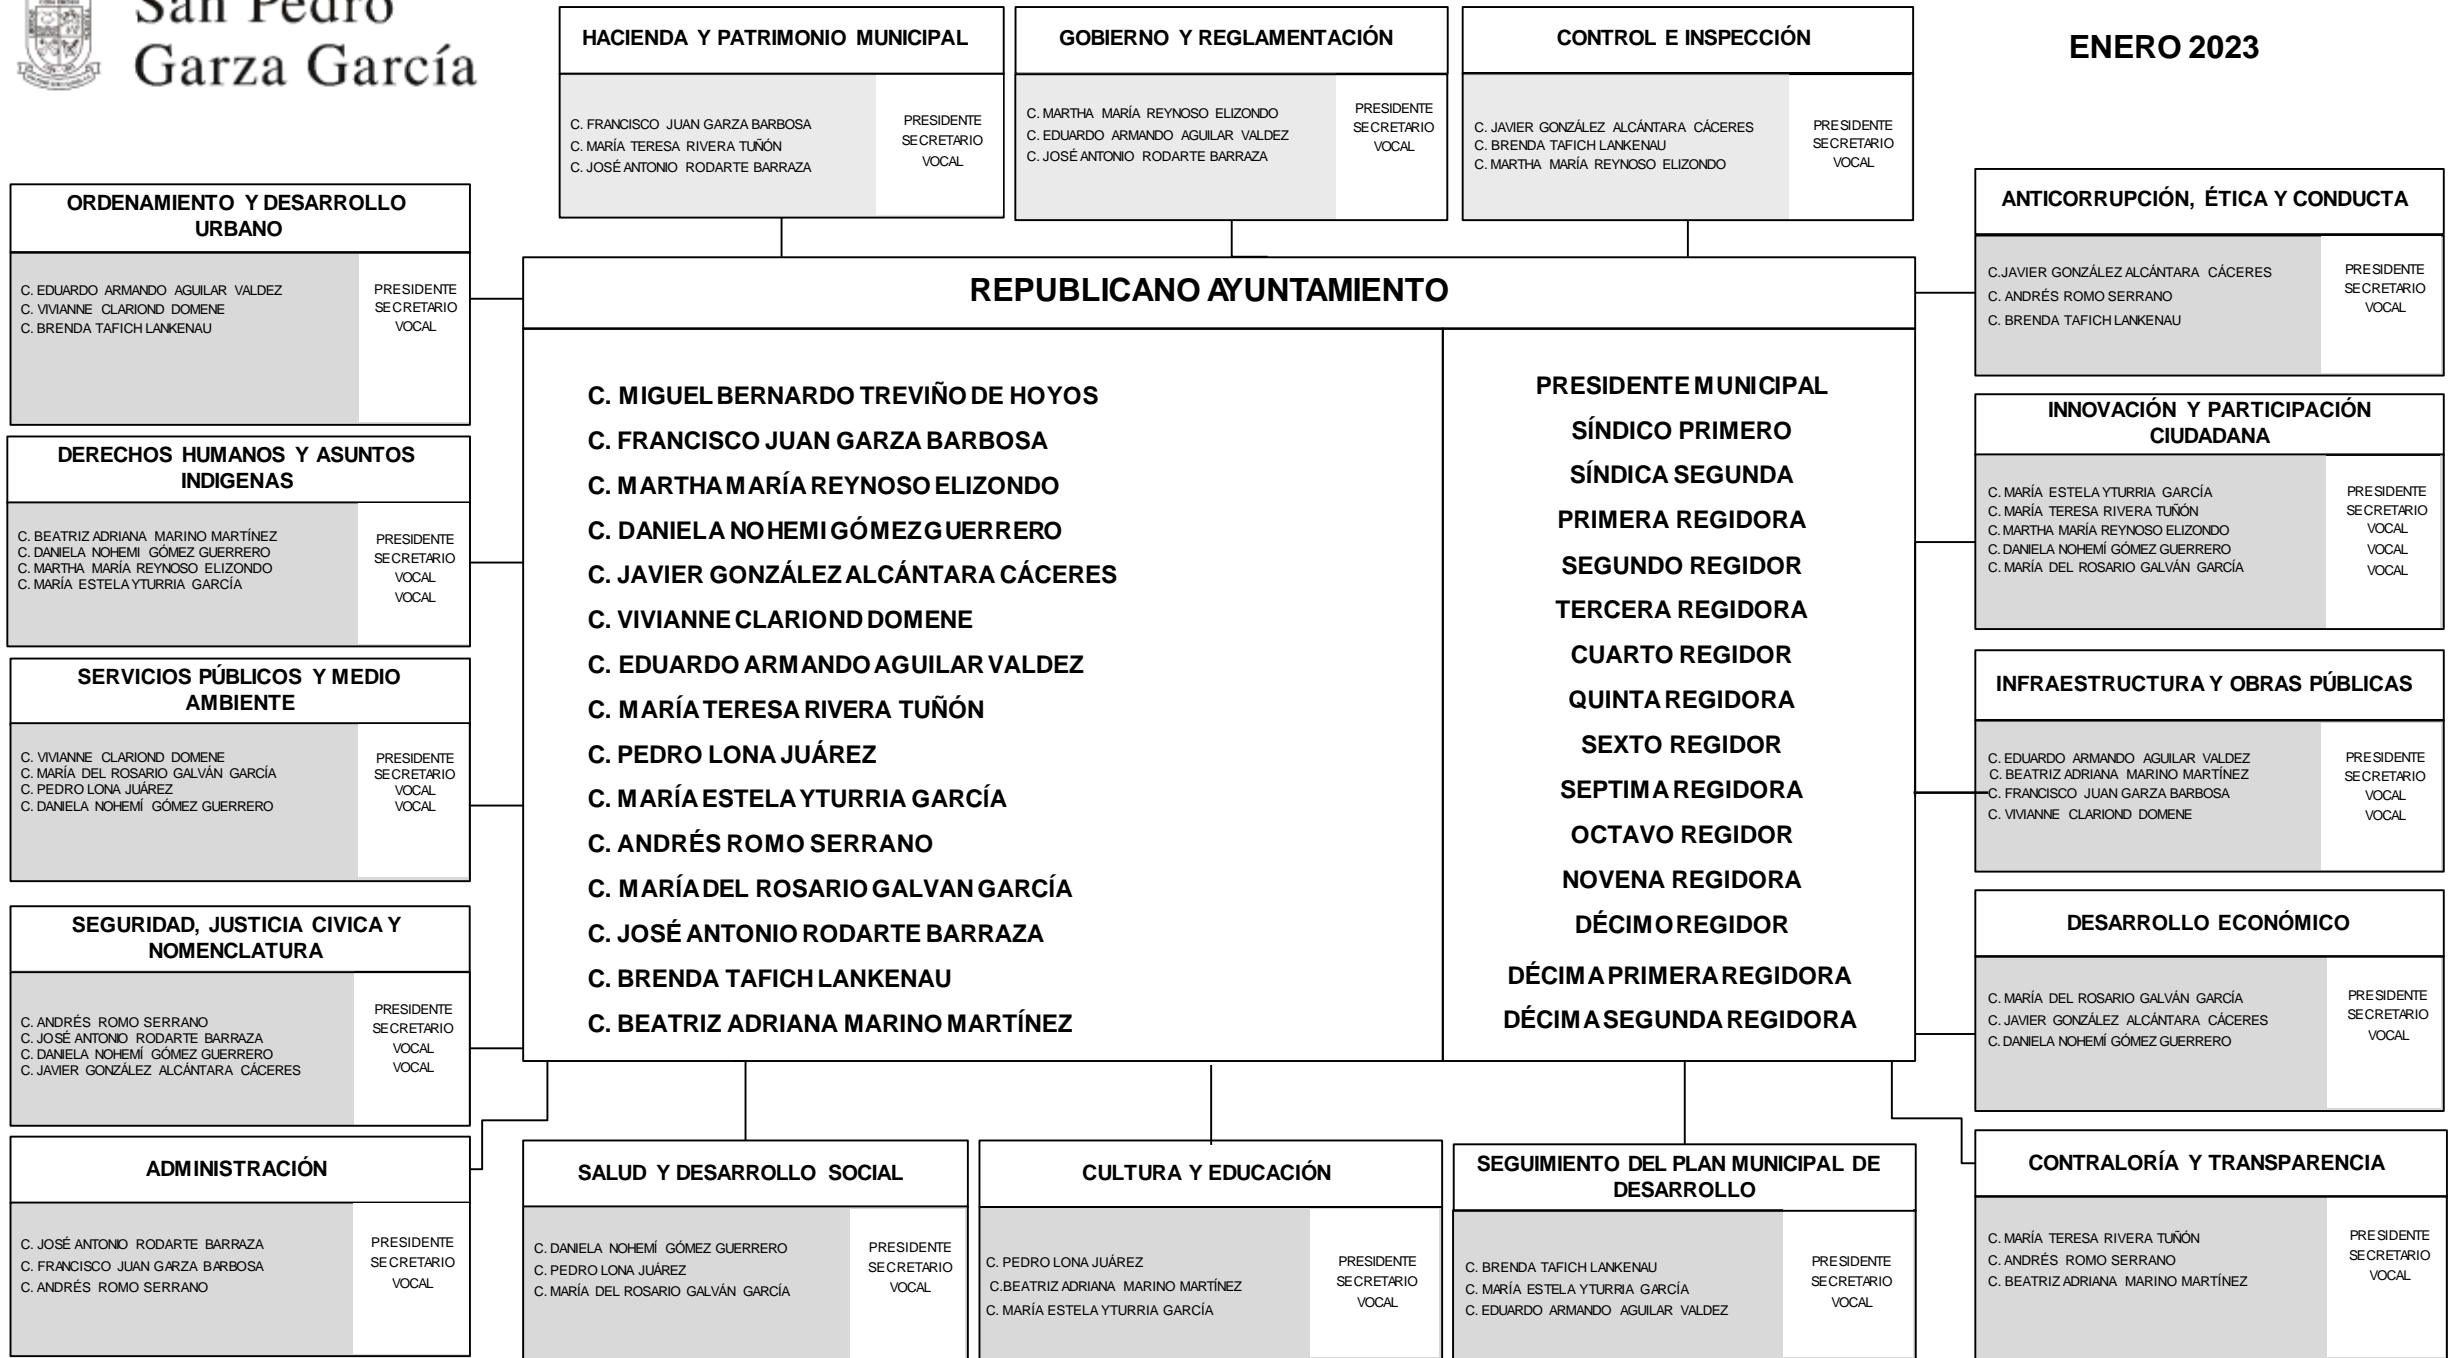 San Pedro
Garza García
ENERO 2023
HACIENDA Y PATRIMONIO MUNICIPAL
C. FRANCISCO JUAN GARZA BARBOSA PRESIDENTE
C. MARÍA TERESA RIVERA TUÑÓN SECRETARIO
C. JOSÉ ANTONIO RODARTE BARRAZA VOCAL
GOBIERNO Y REGLAMENTACIÓN
C. MARTHA MARÍA REYNOSO ELIZONDO PRESIDENTE
C. EDUARDO ARMANDO AGUILAR VALDEZ SECRETARIO
C. JOSÉ ANTONIO RODARTE BARRAZA VOCAL
CONTROL E INSPECCIÓN
C. JAVIER GONZÁLEZ ALCÁNTARA CÁCERES PRESIDENTE
C. BRENDA TAFICH LANKENAU SECRETARIO
C. MARTHA MARÍA REYNOSO ELIZONDO VOCAL
ORDENAMIENTO Y DESARROLLO
URBANO
C. EDUARDO ARMANDO AGUILAR VALDEZ PRESIDENTE
C. VIVIANNE CLARIOND DOMENE SECRETARIO
C. BRENDA TAFICH LANKENAU VOCAL
DERECHOS HUMANOS Y ASUNTOS
INDIGENAS
C. BEATRIZ ADRIANA MARINO MARTÍNEZ PRESIDENTE
C. DANIELA NOHEMI GÓMEZ GUERRERO SECRETARIO
C. MARTHA MARÍA REYNOSO ELIZONDO VOCAL
C. MARÍA ESTELA YTURRIA GARCÍA VOCAL
SERVICIOS PÚBLICOS Y MEDIO
AMBIENTE
C. VIVIANNE CLARIOND DOMENE PRESIDENTE
C. MARÍA DEL ROSARIO GALVÁN GARCÍA SECRETARIO
C. PEDRO LONA JUÁREZ VOCAL
C. DANIELA NOHEMÍ GÓMEZ GUERRERO VOCAL
SEGURIDAD, JUSTICIA CIVICA Y
NOMENCLATURA
C. ANDRÉS ROMO SERRANO PRESIDENTE
C. JOSÉ ANTONIO RODARTE BARRAZA SECRETARIO
C. DANIELA NOHEMÍ GÓMEZ GUERRERO VOCAL
C. JAVIER GONZÁLEZ ALCÁNTARA CÁCERES VOCAL
ADMINISTRACIÓN
C. JOSÉ ANTONIO RODARTE BARRAZA PRESIDENTE
C. FRANCISCO JUAN GARZA BARBOSA SECRETARIO
C. ANDRÉS ROMO SERRANO VOCAL
REPUBLICANO AYUNTAMIENTO
C. MIGUEL BERNARDO TREVIÑO DE HOYOS PRESIDENTE MUNICIPAL
C. FRANCISCO JUAN GARZA BARBOSA SÍNDICO PRIMERO
C. MARTHA MARÍA REYNOSO ELIZONDO SÍNDICA SEGUNDA
C. DANIELA NOHEMI GÓMEZ GUERRERO PRIMERA REGIDORA
C. JAVIER GONZÁLEZ ALCÁNTARA CÁCERES SEGUNDO REGIDOR
C. VIVIANNE CLARIOND DOMENE TERCERA REGIDORA
C. EDUARDO ARMANDO AGUILAR VALDEZ CUARTO REGIDOR
C. MARÍA TERESA RIVERA TUÑÓN QUINTA REGIDORA
C. PEDRO LONA JUÁREZ SEXTO REGIDOR
C. MARÍA ESTELA YTURRIA GARCÍA SEPTIMA REGIDORA
C. ANDRÉS ROMO SERRANO OCTAVO REGIDOR
C. MARÍA DEL ROSARIO GALVAN GARCÍA NOVENA REGIDORA
C. JOSÉ ANTONIO RODARTE BARRAZA DÉCIMO REGIDOR
C. BRENDA TAFICH LANKENAU DÉCIMA PRIMERA REGIDORA
C. BEATRIZ ADRIANA MARINO MARTÍNEZ DÉCIMA SEGUNDA REGIDORA
ANTICORRUPCIÓN, ÉTICA Y CONDUCTA
C.JAVIER GONZÁLEZ ALCÁNTARA CÁCERES PRESIDENTE
C. ANDRÉS ROMO SERRANO SECRETARIO
C. BRENDA TAFICH LANKENAU VOCAL
INNOVACIÓN Y PARTICIPACIÓN
CIUDADANA
C. MARÍA ESTELA YTURRIA GARCÍA PRESIDENTE
C. MARÍA TERESA RIVERA TUÑÓN SECRETARIO
C. MARTHA MARÍA REYNOSO ELIZONDO VOCAL
C. DANIELA NOHEMÍ GÓMEZ GUERRERO VOCAL
C. MARÍA DEL ROSARIO GALVÁN GARCÍA VOCAL
INFRAESTRUCTURA Y OBRAS PÚBLICAS
C. EDUARDO ARMANDO AGUILAR VALDEZ PRESIDENTE
C. BEATRIZ ADRIANA MARINO MARTÍNEZ SECRETARIO
C. FRANCISCO JUAN GARZA BARBOSA VOCAL
C. VIVIANNE CLARIOND DOMENE VOCAL
DESARROLLO ECONÓMICO
C. MARÍA DEL ROSARIO GALVÁN GARCÍA PRESIDENTE
C. JAVIER GONZÁLEZ ALCÁNTARA CÁCERES SECRETARIO
C. DANIELA NOHEMÍ GÓMEZ GUERRERO VOCAL
SALUD Y DESARROLLO SOCIAL
C. DANIELA NOHEMÍ GÓMEZ GUERRERO PRESIDENTE
C. PEDRO LONA JUÁREZ SECRETARIO
C. MARÍA DEL ROSARIO GALVÁN GARCÍA VOCAL
CULTURA Y EDUCACIÓN
C. PEDRO LONA JUÁREZ PRESIDENTE
C.BEATRIZ ADRIANA MARINO MARTÍNEZ SECRETARIO
C. MARÍA ESTELA YTURRIA GARCÍA VOCAL
SEGUIMIENTO DEL PLAN MUNICIPAL DE
DESARROLLO
C. BRENDA TAFICH LANKENAU PRESIDENTE
C. MARÍA ESTELA YTURRIA GARCÍA SECRETARIO
C. EDUARDO ARMANDO AGUILAR VALDEZ VOCAL
CONTRALORÍA Y TRANSPARENCIA
C. MARÍA TERESA RIVERA TUÑÓN PRESIDENTE
C. ANDRÉS ROMO SERRANO SECRETARIO
C. BEATRIZ ADRIANA MARINO MARTÍNEZ VOCAL